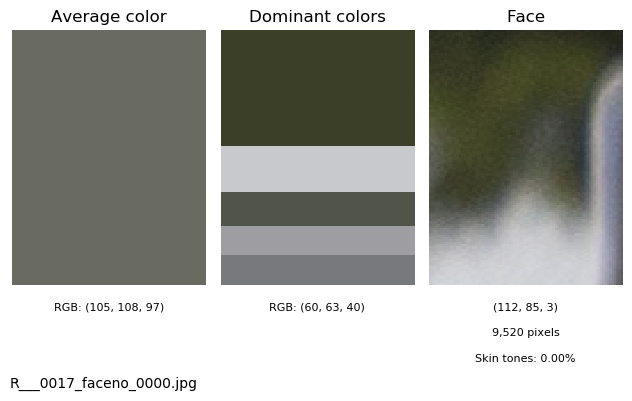 Average color
Dominant colors
Face
RGB: (105, 108, 97)
RGB: (60, 63, 40)
(112, 85, 3)
9,520 pixels
Skin tones: 0.00%
R___0017_faceno_0000.jpg